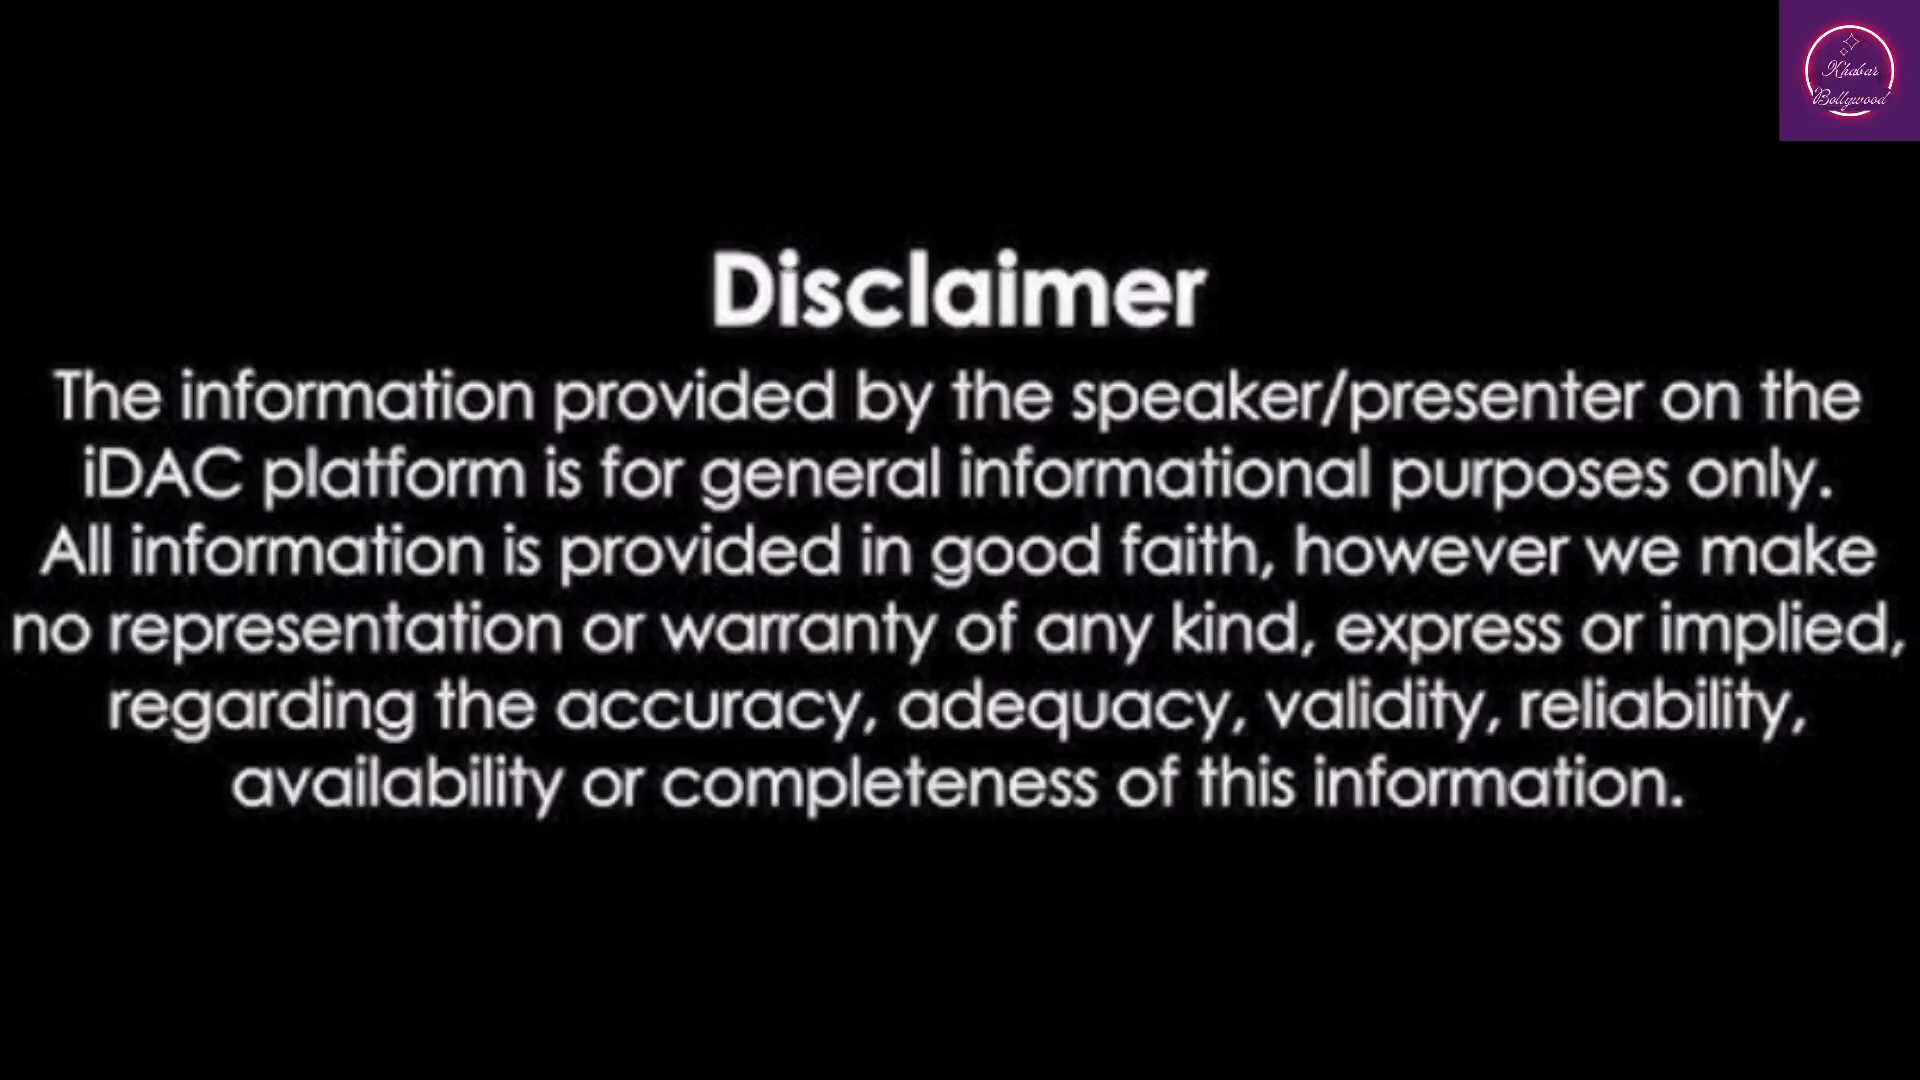 Khabar
Bollywood
Disclaimer
The information provided by the speaker/presenter on the
iDAC platform is for general informational purposes only.
All information is provided in good faith, however we make
no representation or warranty of any kind, express or implied,
regarding the accuracy, adequacy, validity, reliability,
availability or completeness of this information.